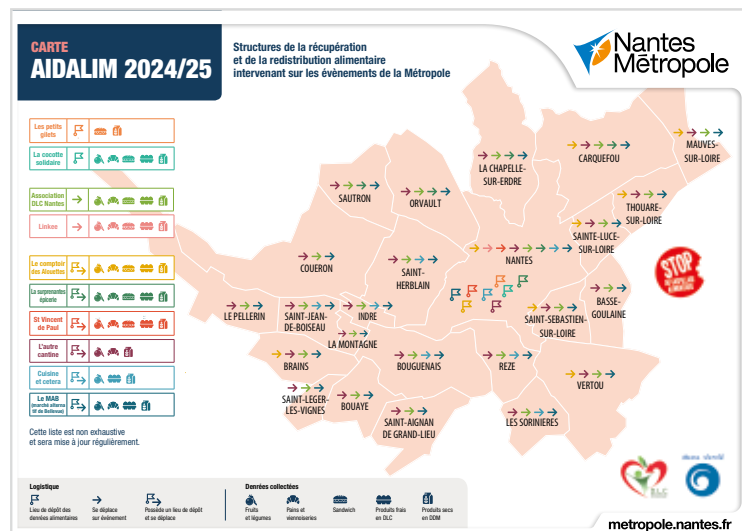 CARTE
AIDALIM 2024/25
Structures de la récupération
et de la redistribution alimentaire
intervenant sur les évènements de la Métropole
Nantes
Métropole
Les petits
gilets
La cocotte
solidaire
Association
DLC Nantes
Linkee
Le comptoir
des Alouettes
La surprenantes
épicerie
St Vincent
de Paul
L'autre
cantine
Cuisine
et cetera
Le MAB
(marché alterna
tif de Bellevue)
Cette liste est non exhaustive
et sera mise à jour régulièrement.
MAUVES-
SUR-LOIRE
CARQUEFOU
LA CHAPELLE-
SUR-ERDRE
THOUARE-
SUR-LOIRE
SAUTRON
ORVAULT
SAINTE-LUCE-
SUR-LOIRE
NANTES
COUERON
SAINT-
HERBLAIN
STOP
BASSE-
GOULAINE
LE PELLERIN
SAINT-JEAN-
DE-BOISEAU
INDRE
SAINT-SEBASTIEN-
SUR-LOIRE
LA MONTAGNE
BRAINS
BOUGUENAIS
REZE
VERTOU
SAINT-LEGER-
LES-VIGNES
BOUAYE
SAINT-AIGNAN
DE GRAND-LIEU
LES SORINIERES
Logistique
Lieu de dépôt des
denrées alimentaires
Se déplace
sur évènement
Possède un lieu de dépôt
et se déplace
Denrées collectées
Fruits
et légumes
Pains et
viennoiseries
Sandwich
Produits frais
en DLC
Produits secs
en DDM
metropole.nantes.fr